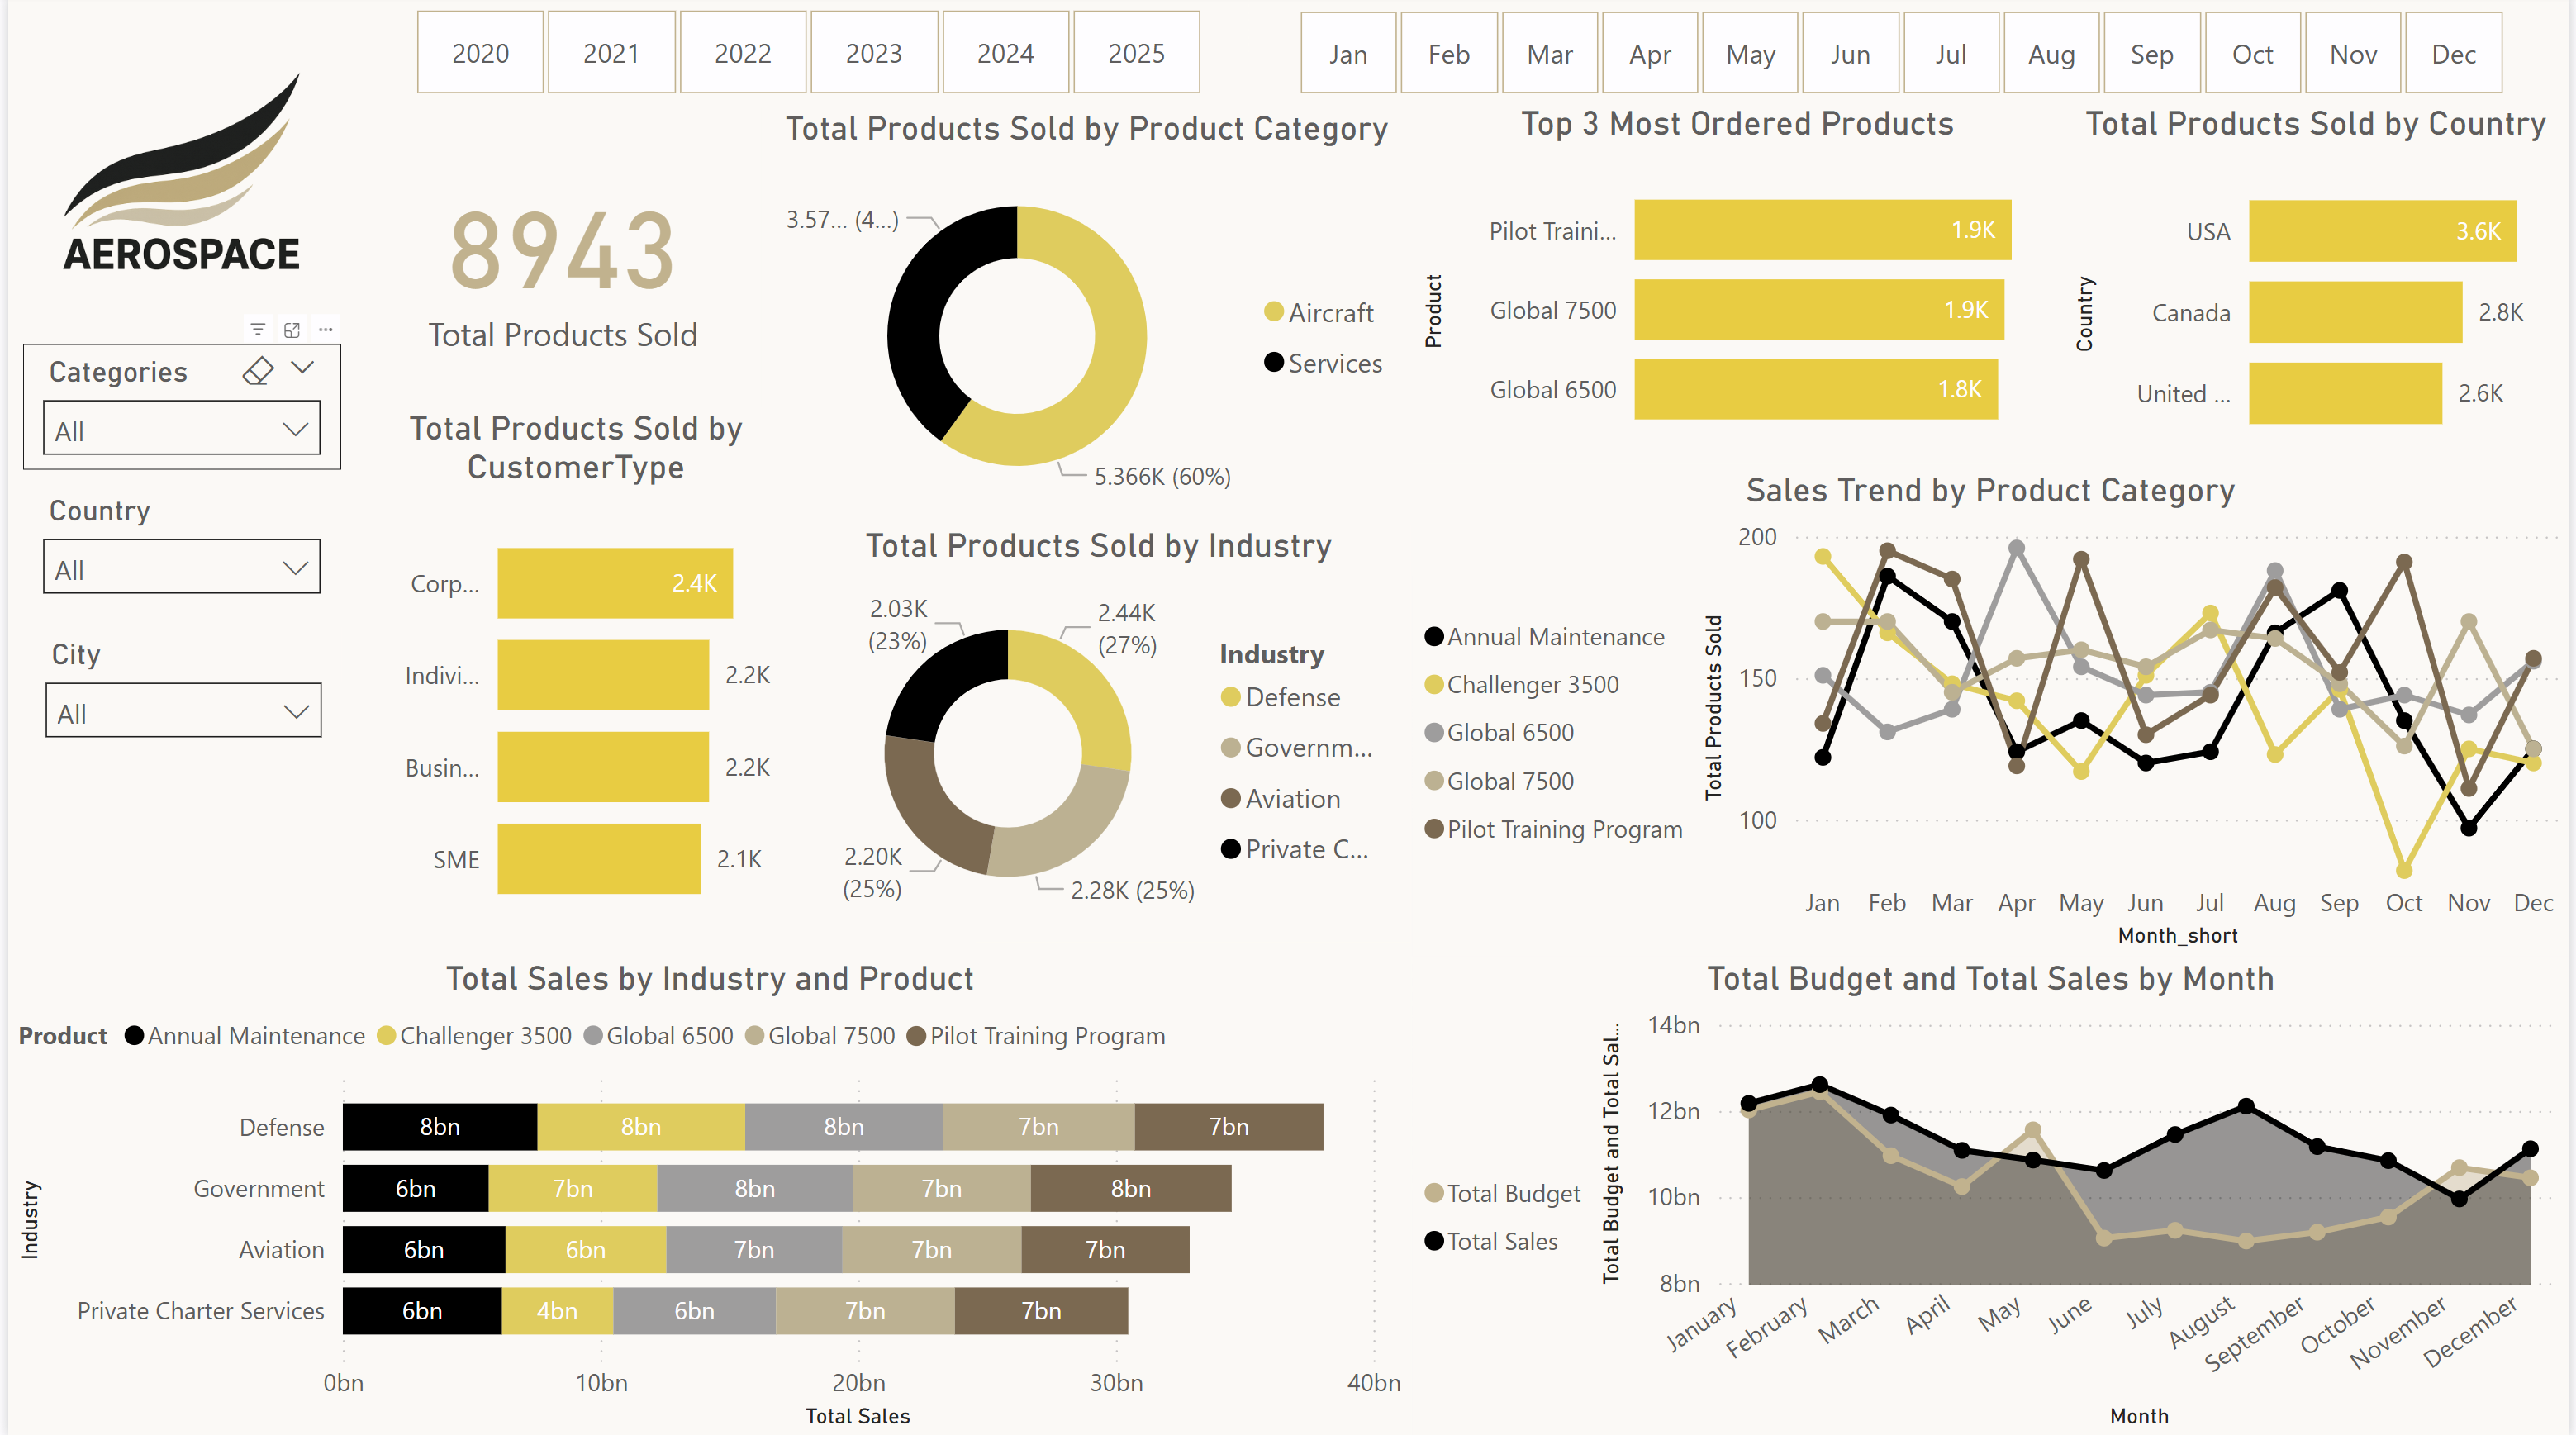 2020 2021 2022 2023 2024 2025 Jan Feb Mar Apr May Jun Jul Aug Sep Oct Nov Dec
AEROSPACE
Categories
All
Country
All
City
All
8943
Total Products Sold
Total Products Sold by
CustomerType
Corp... 2.4K
Indivi... 2.2K
Busin... 2.2K
SME 2.1K
Total Products Sold by Product Category
3.57... (4...)
5.366K (60%)
Aircraft
Services
Top 3 Most Ordered Products
Product
Pilot Traini... 1.9K
Global 7500 1.9K
Global 6500 1.8K
Total Products Sold by Country
Country
USA 3.6K
Canada 2.8K
United ... 2.6K
Total Products Sold by Industry
2.03K
(23%)
2.44K
(27%)
2.20K
(25%)
2.28K (25%)
Industry
Defense
Governm...
Aviation
Private C...
Sales Trend by Product Category
Annual Maintenance
Challenger 3500
Global 6500
Global 7500
Pilot Training Program
Total Products Sold
200
150
100
Jan Feb Mar Apr May Jun Jul Aug Sep Oct Nov Dec
Month_short
Total Sales by Industry and Product
Product Annual Maintenance Challenger 3500 Global 6500 Global 7500 Pilot Training Program
Industry
Defense 8bn 8bn 8bn 7bn 7bn
Government 6bn 7bn 8bn 7bn 8bn
Aviation 6bn 6bn 7bn 7bn 7bn
Private Charter Services 6bn 4bn 6bn 7bn 7bn
0bn 10bn 20bn 30bn 40bn
Total Sales
Total Budget and Total Sales by Month
Total Budget
Total Sales
Total Budget and Total Sal...
14bn
12bn
10bn
8bn
January February March April May June July August September October November December
Month